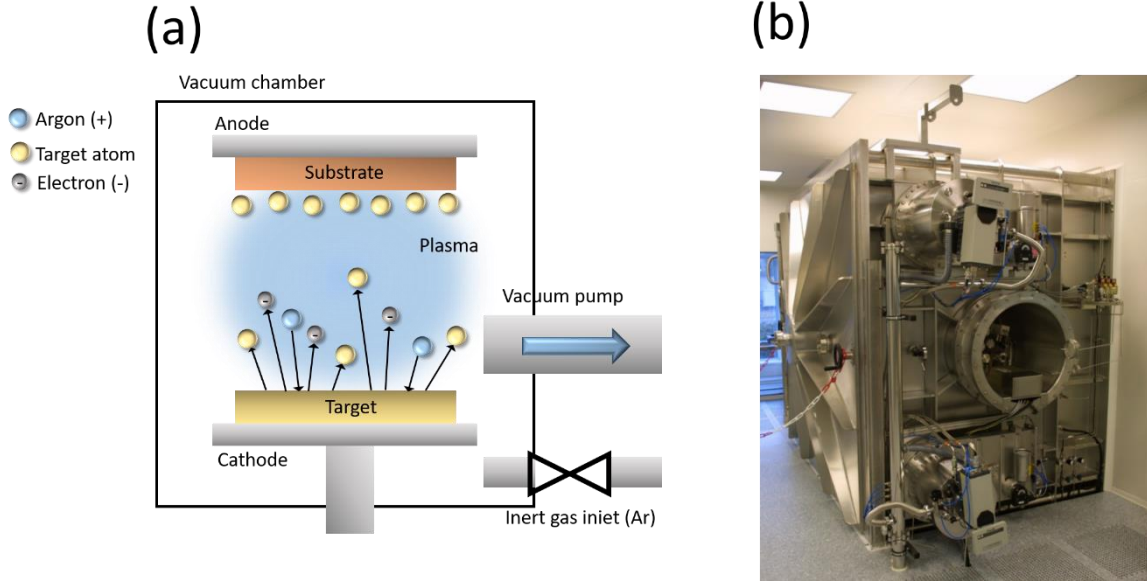 (a)
(b)
Vacuum chamber
Argon (+)
Target atom
Electron (-)
Anode
Substrate
Plasma
Vacuum pump
Target
Cathode
Inert gas iniet (Ar)